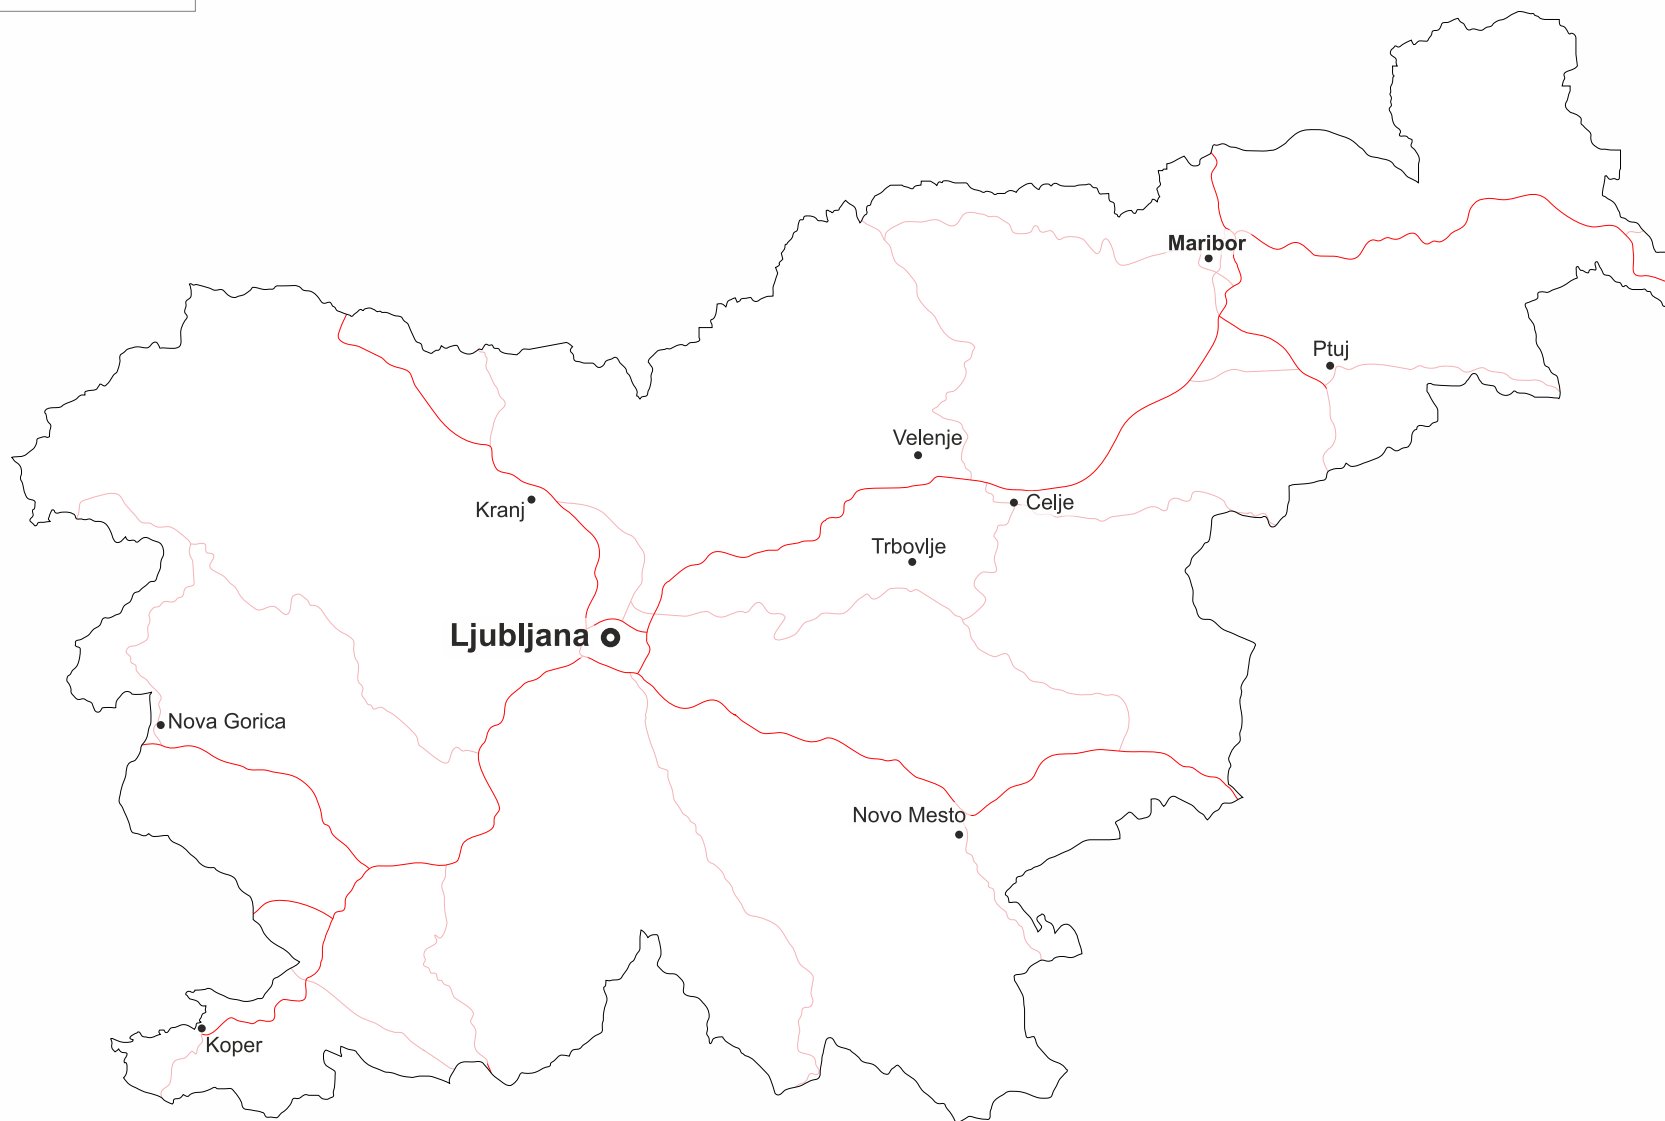 Maribor
Ptuj
Velenje
Celje
Kranj
Trbovlje
Ljubljana
Nova Gorica
Novo Mesto
Koper